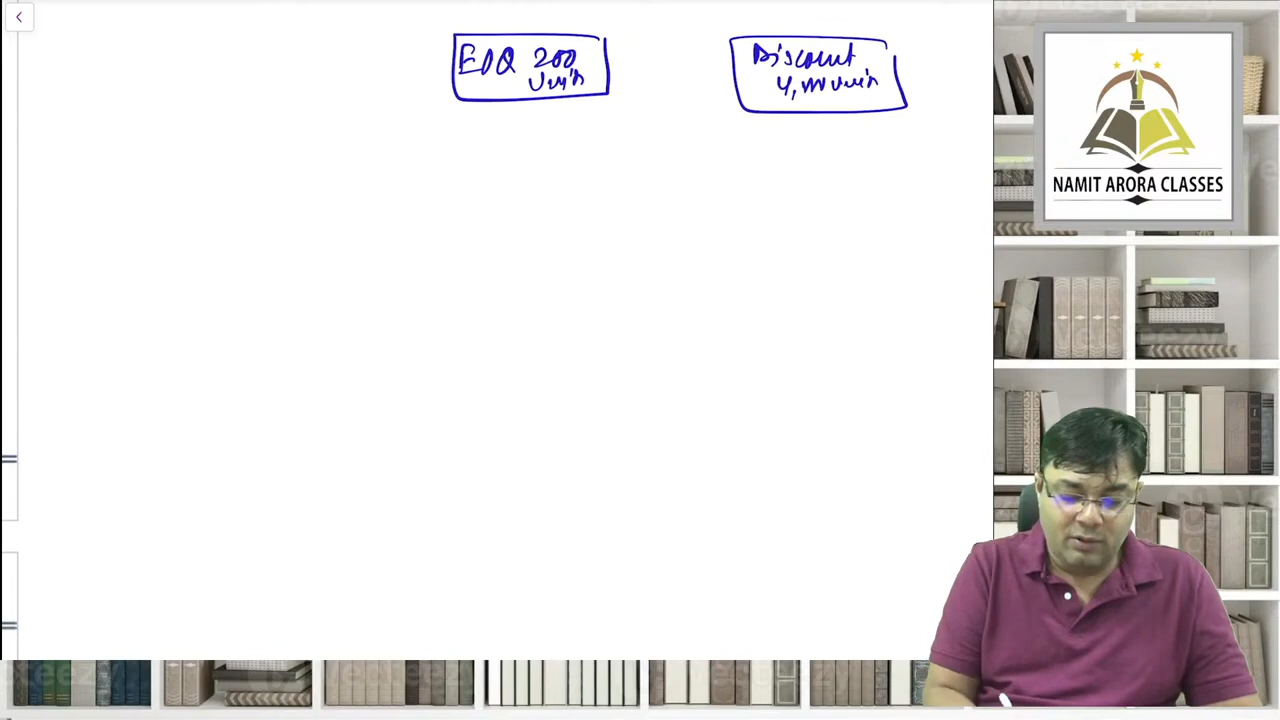 EOQ 200
Units
Discount
4,000 Units
NAMIT ARORA CLASSES